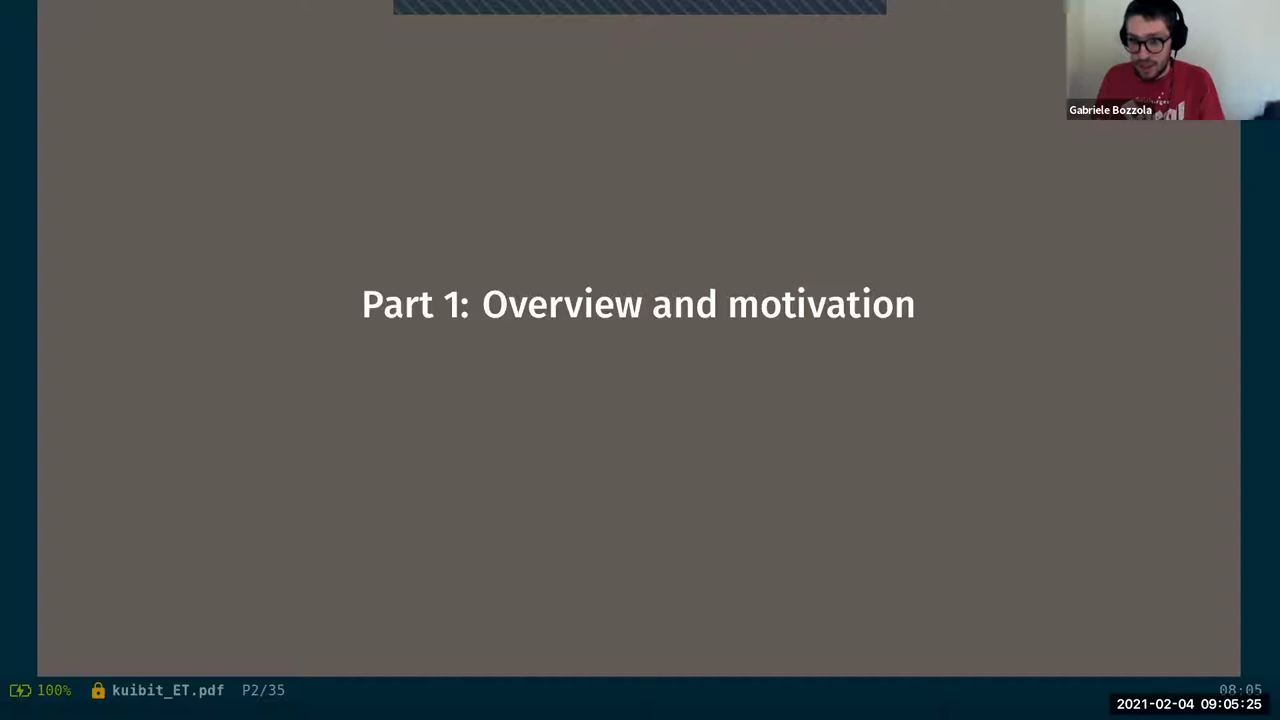 Gabriele Bozzola
Part 1: Overview and motivation
100% kuibit_ET.pdf P2/35
08:05
2021-02-04 09:05:25